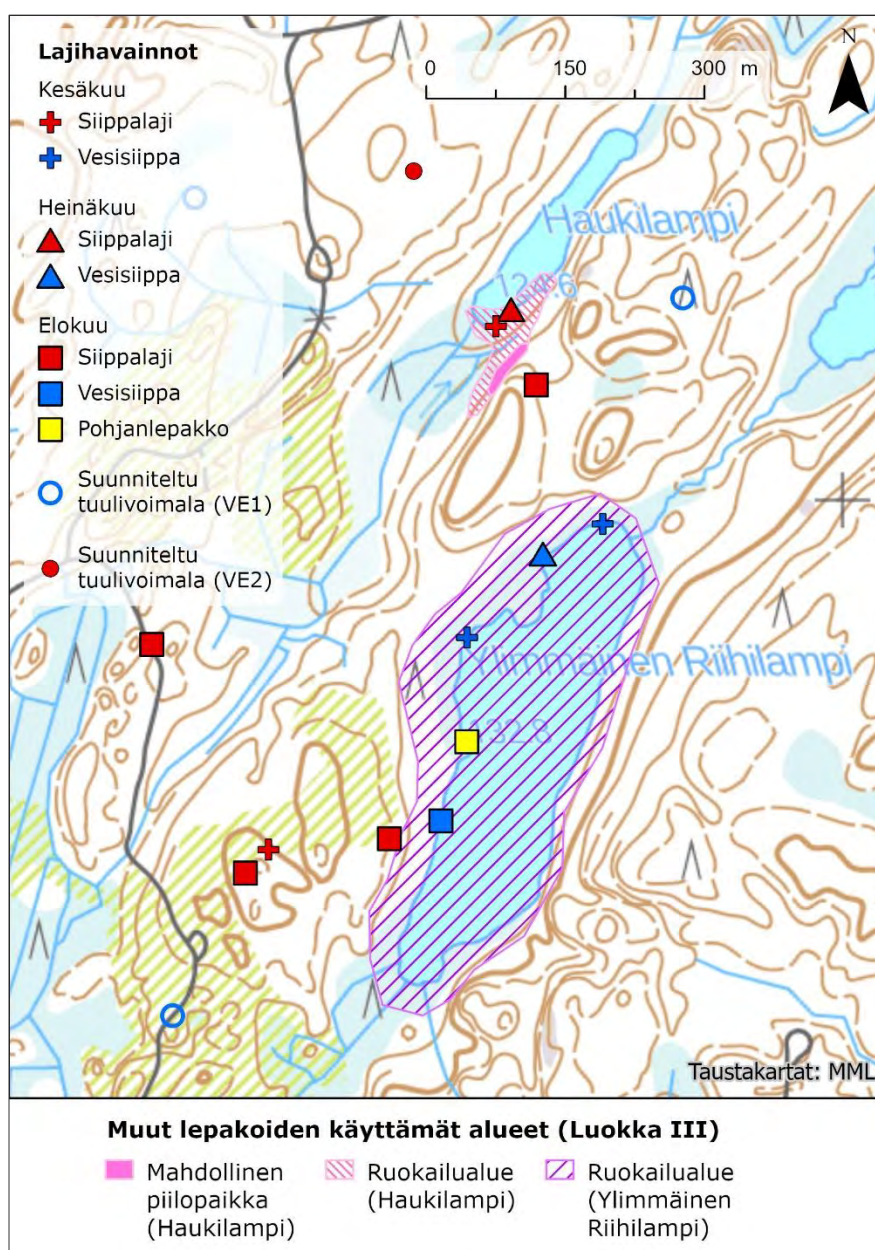 Lajihavainnot
Kesäkuu
Siippalaji
Vesisiippa
Heinäkuu
Siippalaji
Vesisiippa
Elokuu
Siippalaji
Vesisiippa
Pohjanlepakko
Suunniteltu
tuulivoimala (VE1)
Suunniteltu
tuulivoimala (VE2)
0 150 300 m
N
Haukilampi
Ylimmäinen Riihilampi
132.8
Taustakartat: MML
Muut lepakoiden käyttämät alueet (Luokka III)
Mahdollinen
piilopaikka
(Haukilampi)
Ruokailualue
(Haukilampi)
Ruokailualue
(Ylimmäinen
Riihilampi)